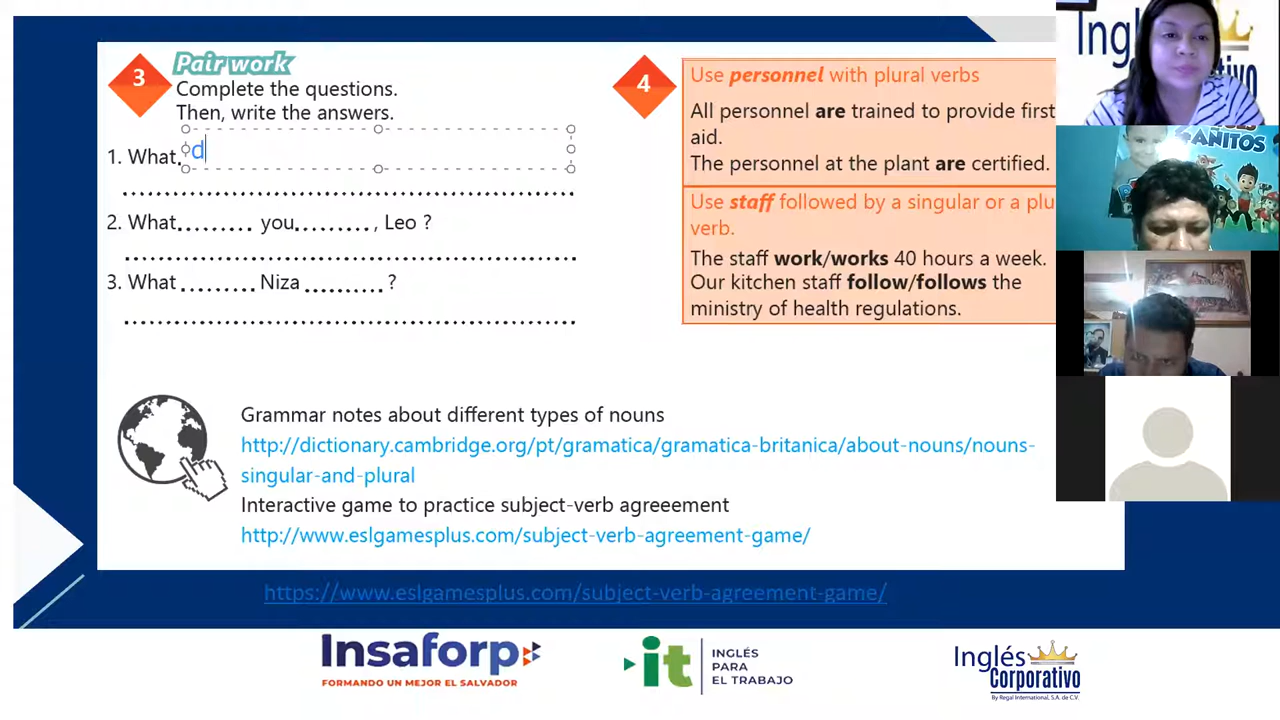 3
Pair work
Complete the questions.
Then, write the answers.
1. What. d
2. What......... you........., Leo ?
3. What ......... Niza .......... ?
4
Use personnel with plural verbs
All personnel are trained to provide first
aid.
The personnel at the plant are certified.
Use staff followed by a singular or a plu
verb.
The staff work/works 40 hours a week.
Our kitchen staff follow/follows the
ministry of health regulations.
Grammar notes about different types of nouns
http://dictionary.cambridge.org/pt/gramatica/gramatica-britanica/about-nouns/nouns-
singular-and-plural
Interactive game to practice subject-verb agreeement
http://www.eslgamesplus.com/subject-verb-agreement-game/
https://www.eslgamesplus.com/subject-verb-agreement-game/
Insaforp
FORMANDO UN MEJOR EL SALVADOR
it
INGLÉS
PARA
EL TRABAJO
Inglés
Corporativo
By Regal International, S.A. de C.V.
AÑITOS